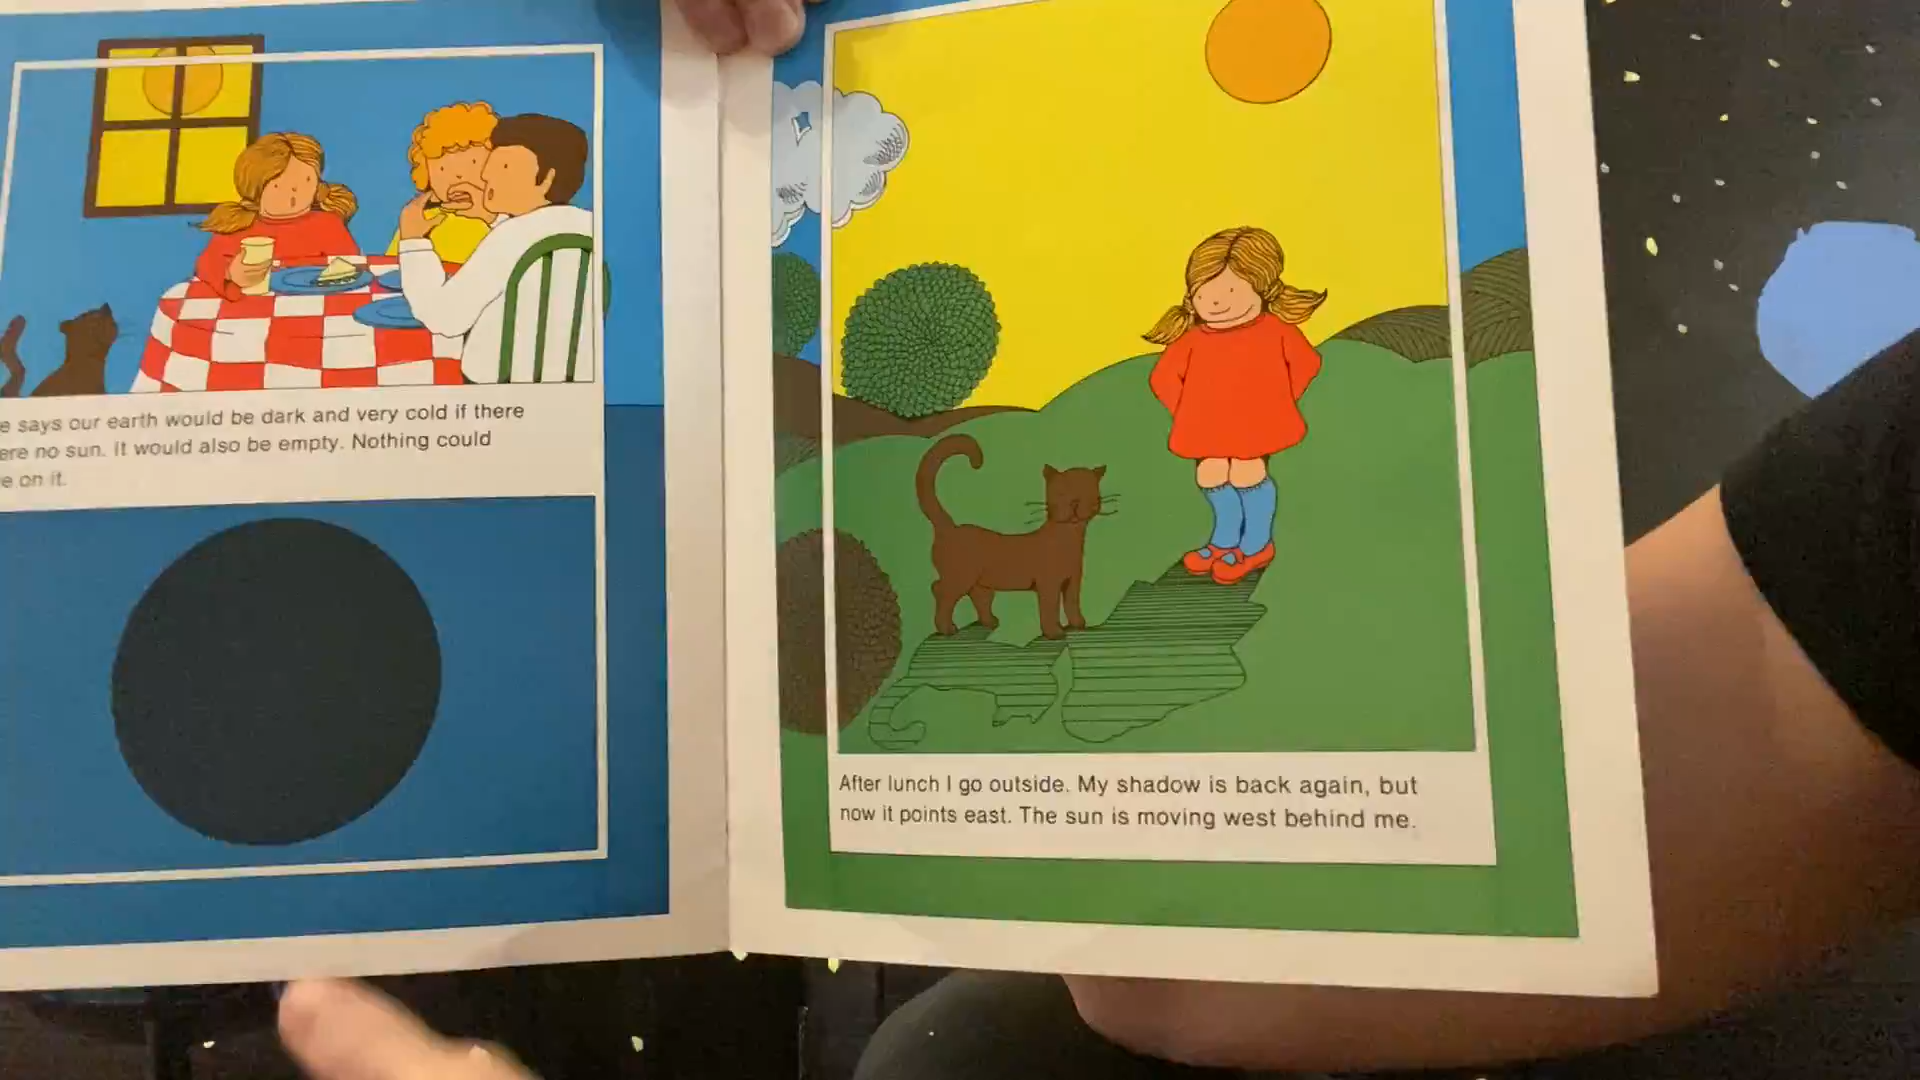 says our earth would be dark and very cold if there
no sun. It would also be empty. Nothing could
on it.
After lunch I go outside. My shadow is back again, but
now it points east. The sun is moving west behind me.